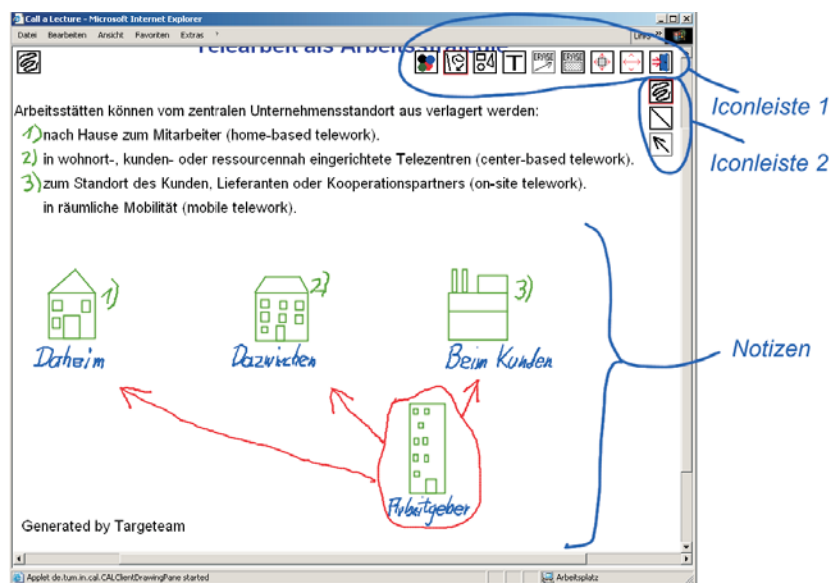 Call a Lecture - Microsoft Internet Explorer
Datei Bearbeiten Ansicht Favoriten Extras ? Links »
Telearbeit als Arbeitsstrategie
T ERASE ERASE
Iconleiste 1
Arbeitsstätten können vom zentralen Unternehmensstandort aus verlagert werden:
1) nach Hause zum Mitarbeiter (home-based telework).
2) in wohnort-, kunden- oder ressourcennah eingerichtete Telezentren (center-based telework).
Iconleiste 2
3) zum Standort des Kunden, Lieferanten oder Kooperationspartners (on-site telework).
in räumliche Mobilität (mobile telework).
1) 2) 3)
Daheim Dazwischen Beim Kunden
Notizen
Arbeitgeber
Generated by Targeteam
Applet de.tum.in.cal.CALClientDrawingPane started Arbeitsplatz